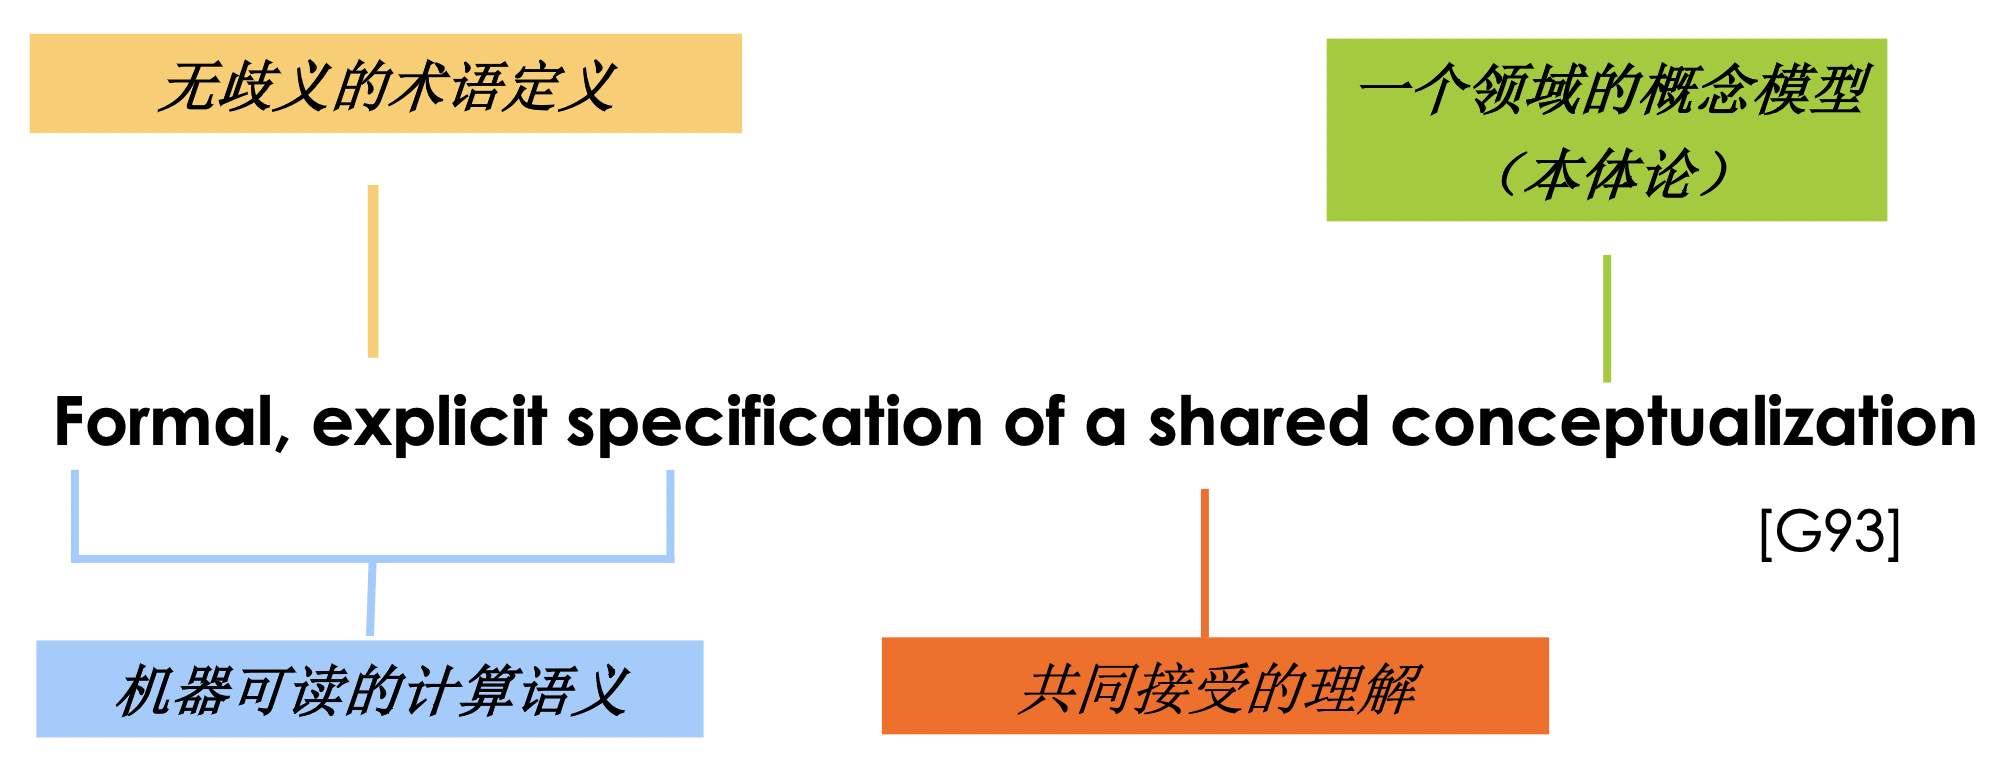 无歧义的术语定义
一个领域的概念模型
（本体论）
Formal, explicit specification of a shared conceptualization
[G93]
机器可读的计算语义
共同接受的理解